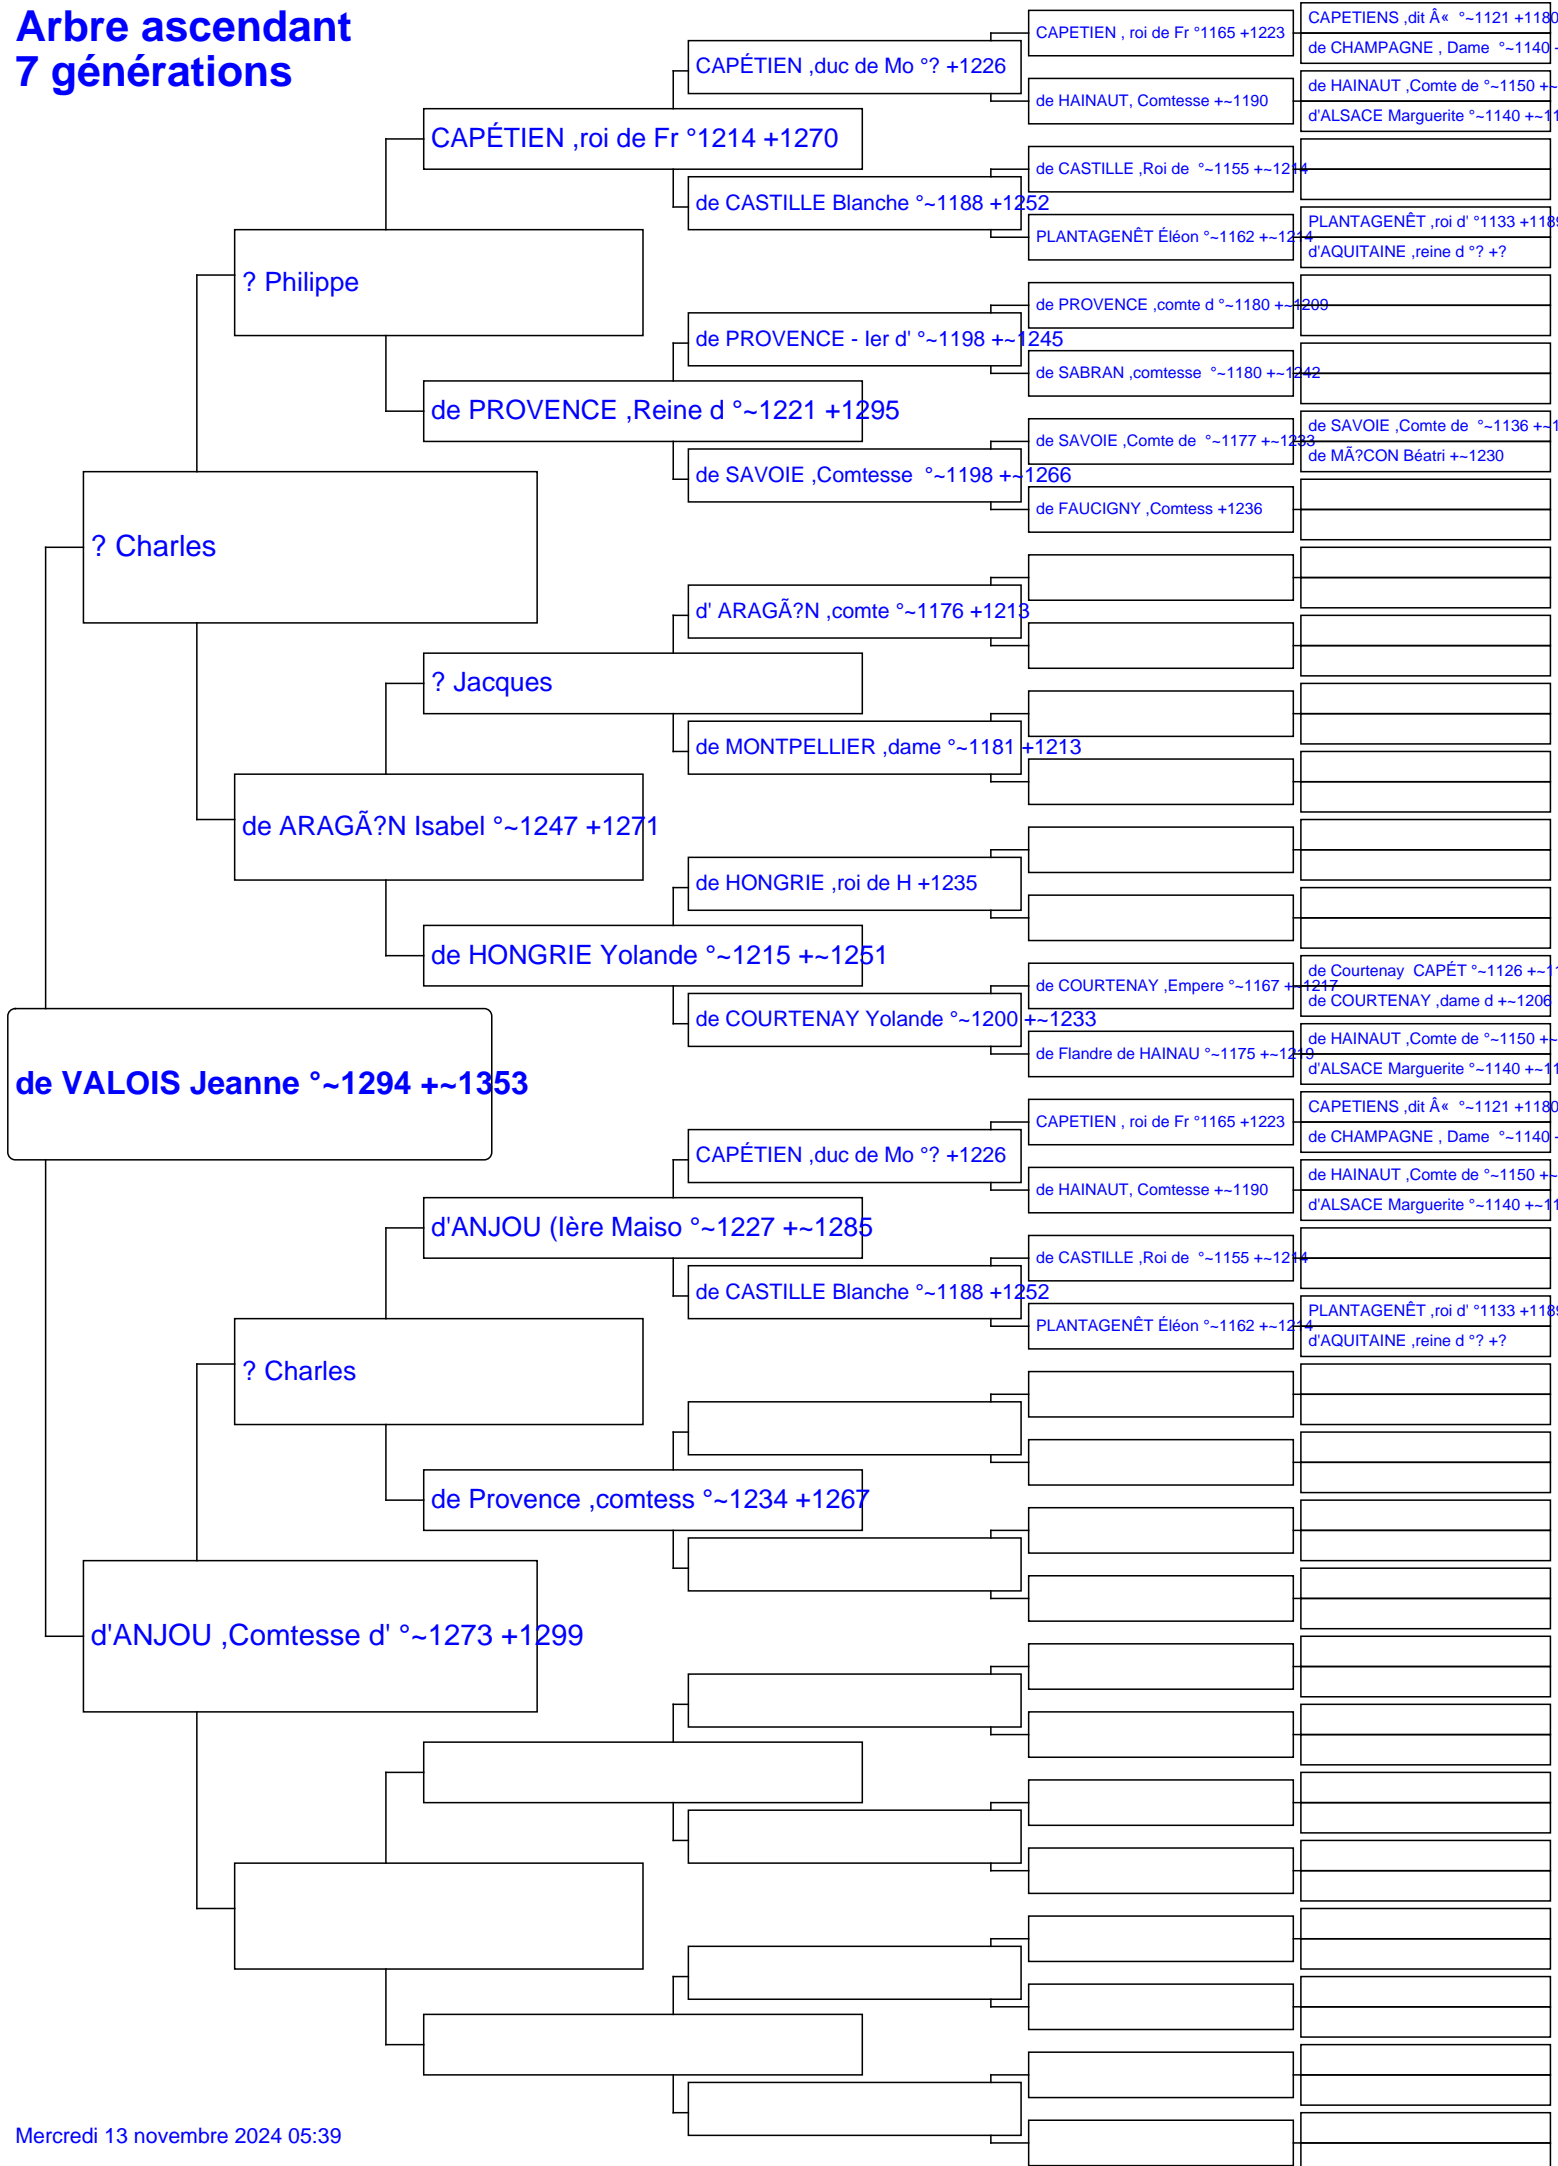 Arbre ascendant
7 générations
CAPETIENS ,dit Â«  °~1121 +1180
CAPETIEN , roi de Fr °1165 +1223
de CHAMPAGNE , Dame  °~1140 +
CAPÉTIEN ,duc de Mo °? +1226
de HAINAUT ,Comte de °~1150 +~
de HAINAUT, Comtesse +~1190
d'ALSACE Marguerite °~1140 +~11
CAPÉTIEN ,roi de Fr °1214 +1270
de CASTILLE ,Roi de  °~1155 +~1214
de CASTILLE Blanche °~1188 +1252
PLANTAGENÊT ,roi d' °1133 +1189
PLANTAGENÊT Éléon °~1162 +~1214
d'AQUITAINE ,reine d °? +?
? Philippe
de PROVENCE ,comte d °~1180 +~1209
de PROVENCE - Ier d' °~1198 +~1245
de SABRAN ,comtesse  °~1180 +~1242
de PROVENCE ,Reine d °~1221 +1295
de SAVOIE ,Comte de  °~1136 +~1
de SAVOIE ,Comte de  °~1177 +~1233
de MÃ?CON Béatri +~1230
de SAVOIE ,Comtesse  °~1198 +~1266
de FAUCIGNY ,Comtess +1236
? Charles
d' ARAGÃ?N ,comte °~1176 +1213
? Jacques
de MONTPELLIER ,dame °~1181 +1213
de ARAGÃ?N Isabel °~1247 +1271
de HONGRIE ,roi de H +1235
de HONGRIE Yolande °~1215 +~1251
de Courtenay  CAPÉT °~1126 +~11
de COURTENAY ,Empere °~1167 +~1217
de COURTENAY ,dame d +~1206
de COURTENAY Yolande °~1200 +~1233
de HAINAUT ,Comte de °~1150 +~
de Flandre de HAINAU °~1175 +~1219
d'ALSACE Marguerite °~1140 +~11
de VALOIS Jeanne °~1294 +~1353
CAPETIENS ,dit Â«  °~1121 +1180
CAPETIEN , roi de Fr °1165 +1223
de CHAMPAGNE , Dame  °~1140 +
CAPÉTIEN ,duc de Mo °? +1226
de HAINAUT ,Comte de °~1150 +~
de HAINAUT, Comtesse +~1190
d'ALSACE Marguerite °~1140 +~11
d'ANJOU (Ière Maiso °~1227 +~1285
de CASTILLE ,Roi de  °~1155 +~1214
de CASTILLE Blanche °~1188 +1252
PLANTAGENÊT ,roi d' °1133 +1189
PLANTAGENÊT Éléon °~1162 +~1214
d'AQUITAINE ,reine d °? +?
? Charles
de Provence ,comtess °~1234 +1267
d'ANJOU ,Comtesse d' °~1273 +1299
Mercredi 13 novembre 2024 05:39